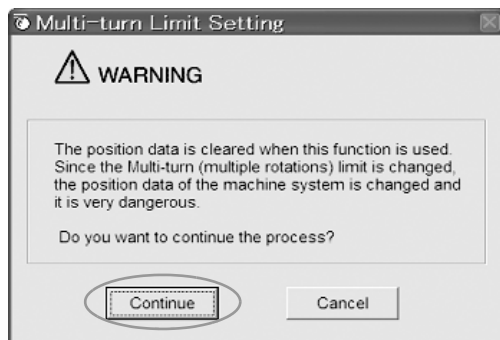 Multi-turn Limit Setting
WARNING
The position data is cleared when this function is used.
Since the Multi-turn (multiple rotations) limit is changed,
the position data of the machine system is changed and
it is very dangerous.
Do you want to continue the process?
Continue
Cancel